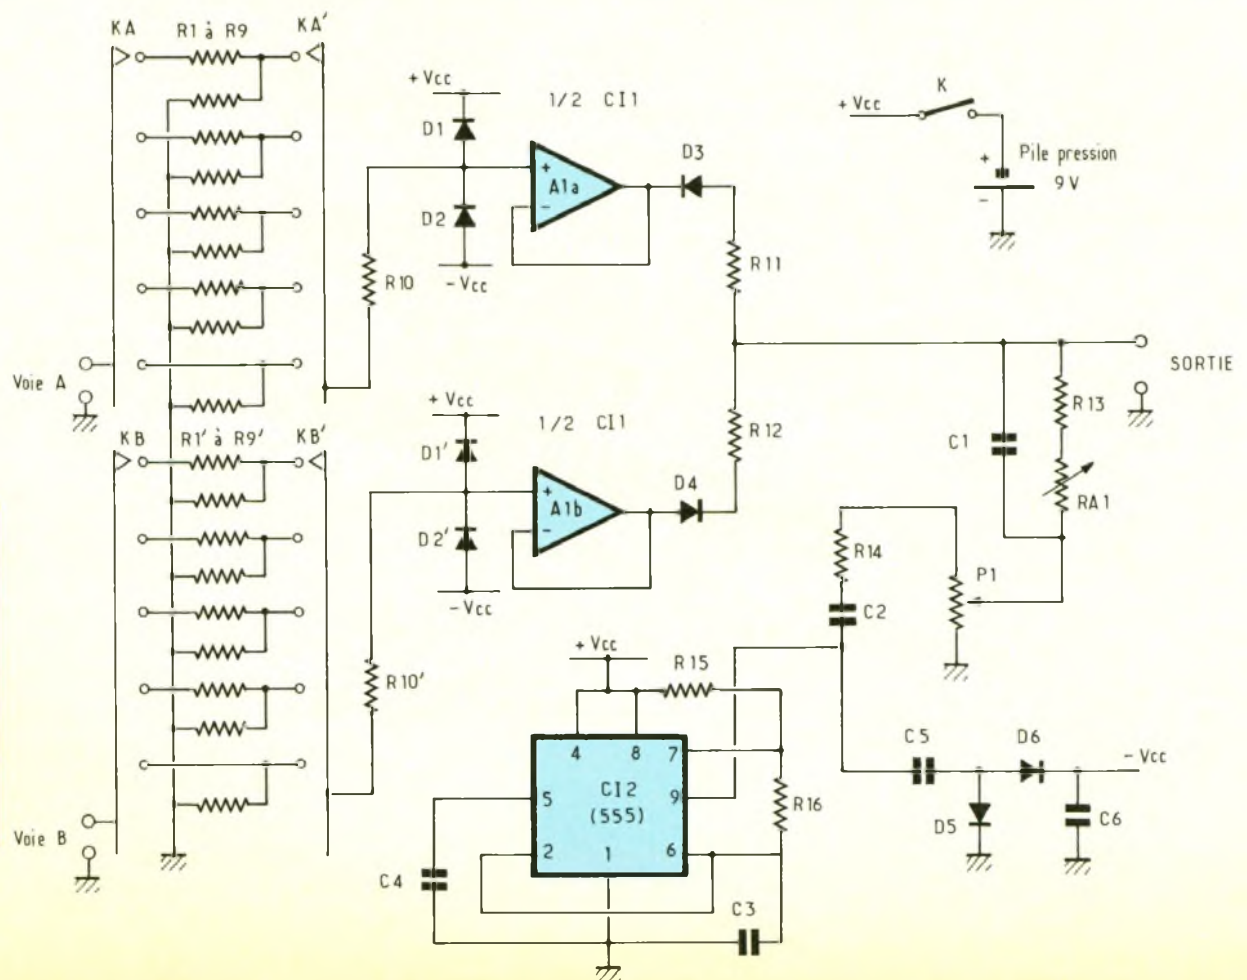 KA
R1 à R9
KA'
+Vcc
1/2 CI1
D1
D2
-Vcc
+
-
A1a
D3
R10
R11
+Vcc
K
+
-
Pile pression
9V
Voie A
SORTIE
KB
R1' à R9'
KB'
+Vcc
1/2 CI1
D1'
D2'
-Vcc
+
-
A1b
D4
R12
C1
R13
RA1
R14
C2
P1
R10'
+Vcc
R15
4
8
7
5
CI2
(555)
9
2
1
6
R16
C4
C3
C5
D6
-Vcc
D5
C6
Voie B